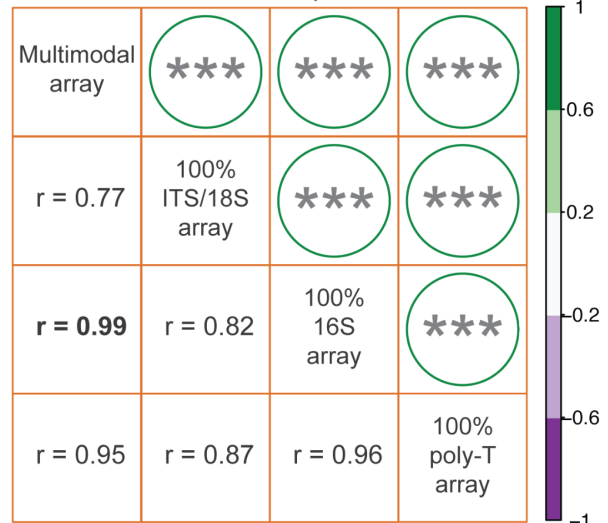 Multimodal
array
***
***
***
r = 0.77
100%
ITS/18S
array
***
***
r = 0.99
r = 0.82
100%
16S
array
***
r = 0.95
r = 0.87
r = 0.96
100%
poly-T
array
1
0.6
0.2
−0.2
−0.6
−1